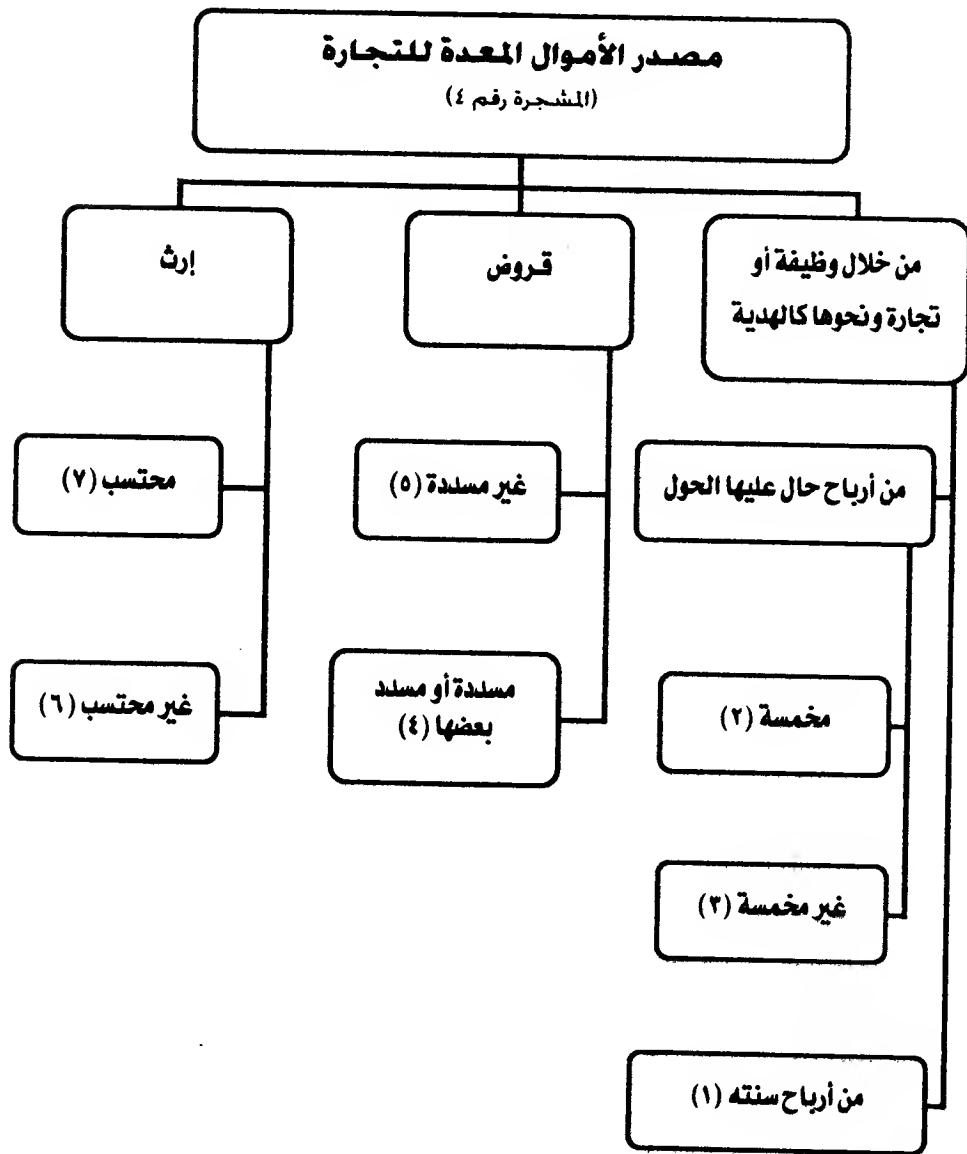 مصدر الأموال المعدة للتجارة
(المشجرة رقم ٤)
من خلال وظيفة أو
تجارة ونحوها كالهدية
قروض
إرث
من أرباح حال عليها الحول
غير مسددة (٥)
محتسب (٧)
مخمسة (٢)
مسددة أو مسدد
بعضها (٤)
غير محتسب (٦)
غير مخمسة (٣)
من أرباح سنته (١)